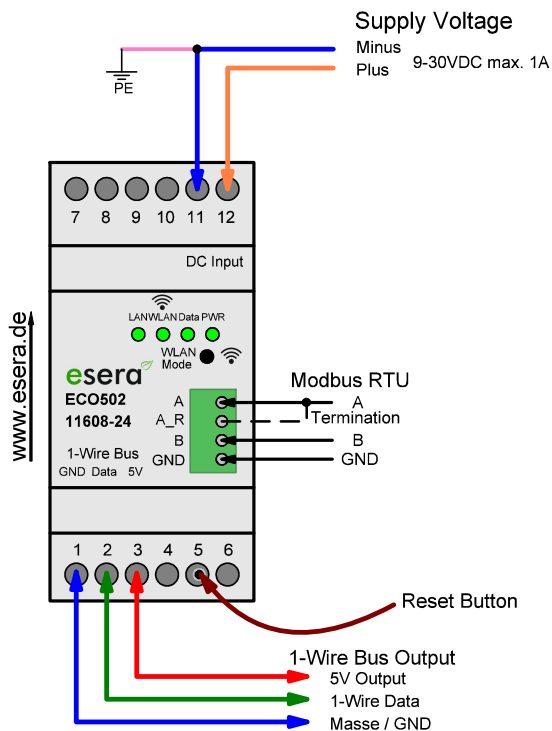 Supply Voltage
Minus
Plus
9-30VDC max. 1A
PE
7 8 9 10 11 12
DC Input
LAN WLAN Data PWR
WLAN
Mode
esera
ECO502
11608-24
www.esera.de
1-Wire Bus
GND Data 5V
Modbus RTU
A A
A_R Termination
B B
GND GND
1 2 3 4 5 6
Reset Button
1-Wire Bus Output
5V Output
1-Wire Data
Masse / GND